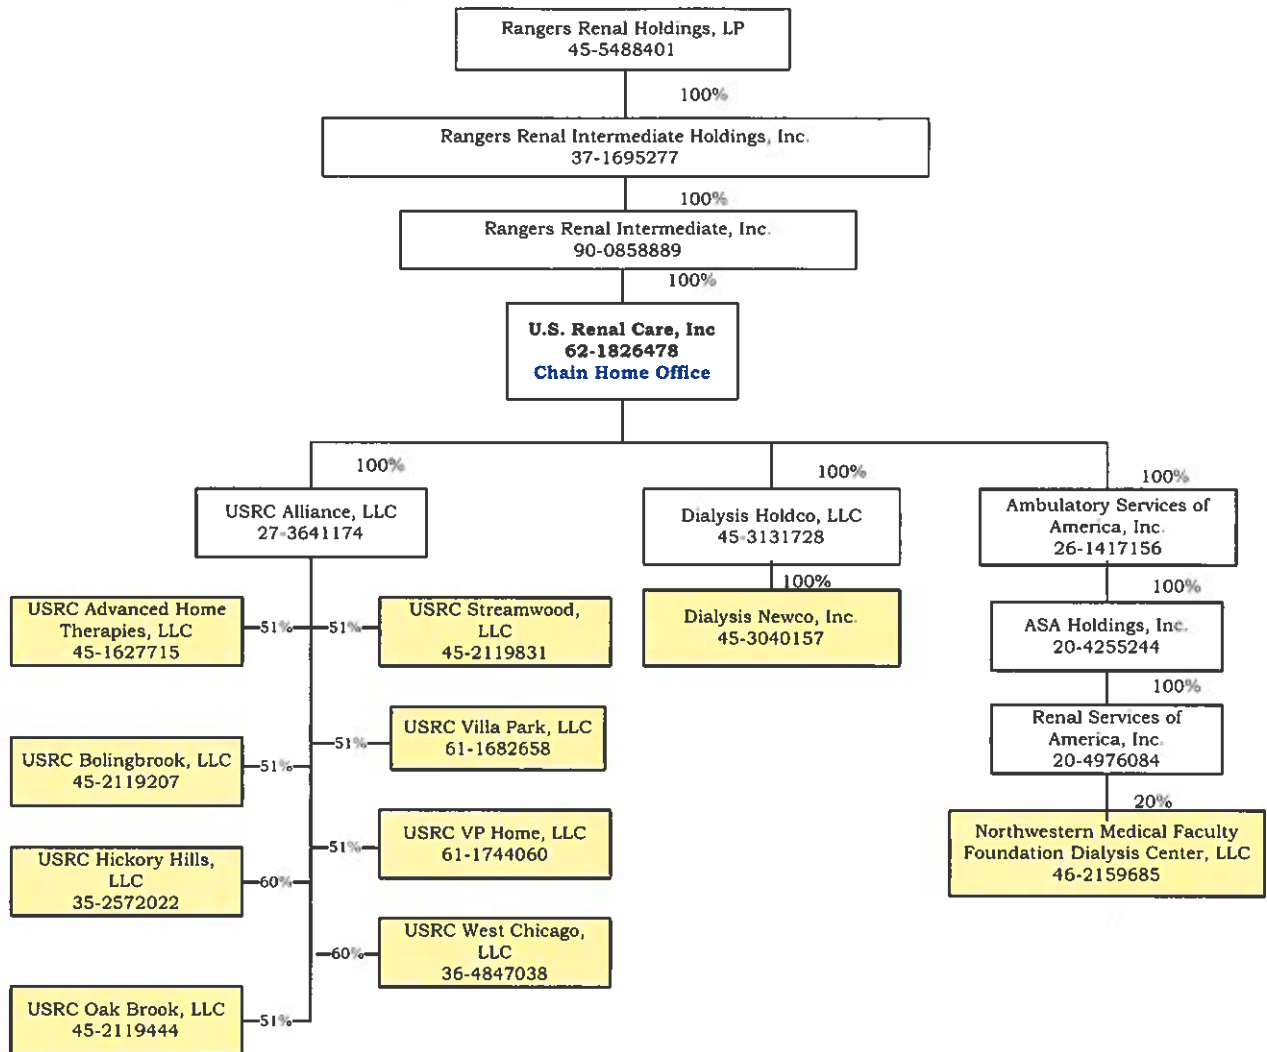 Rangers Renal Holdings, LP
45-5488401
100%
Rangers Renal Intermediate Holdings, Inc.
37-1695277
100%
Rangers Renal Intermediate, Inc.
90-0858889
100%
U.S. Renal Care, Inc
62-1826478
Chain Home Office
100%
100%
100%
USRC Alliance, LLC
27-3641174
Dialysis Holdco, LLC
45-3131728
Ambulatory Services of
America, Inc.
26-1417156
100%
100%
USRC Advanced Home
Therapies, LLC
45-1627715
51%
51%
USRC Streamwood,
LLC
45-2119831
Dialysis Newco, Inc.
45-3040157
ASA Holdings, Inc.
20-4255244
100%
USRC Villa Park, LLC
61-1682658
51%
Renal Services of
America, Inc.
20-4976084
USRC Bolingbrook, LLC
45-2119207
51%
20%
USRC VP Home, LLC
61-1744060
51%
Northwestern Medical Faculty
Foundation Dialysis Center, LLC
46-2159685
USRC Hickory Hills,
LLC
35-2572022
60%
USRC West Chicago,
LLC
36-4847038
60%
USRC Oak Brook, LLC
45-2119444
51%